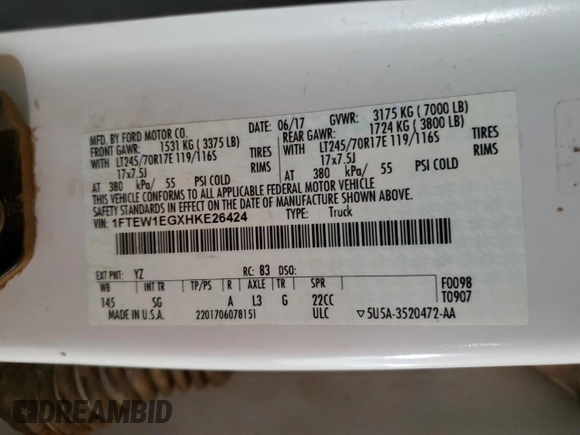 MFD. BY FORD MOTOR CO. DATE: 06/17 GVWR: 3175 KG ( 7000 LB)
FRONT GAWR: 1531 KG ( 3375 LB) REAR GAWR: 1724 KG ( 3800 LB)
WITH LT245/70R17E 119/116S TIRES WITH LT245/70R17E 119/116S TIRES
17x7.5J RIMS 17x7.5J RIMS
AT 380 kPa/ 55 PSI COLD AT 380 kPa/ 55 PSI COLD
THIS VEHICLE CONFORMS TO ALL APPLICABLE FEDERAL MOTOR VEHICLE
SAFETY STANDARDS IN EFFECT ON THE DATE OF MANUFACTURE SHOWN ABOVE.
VIN: 1FTEW1EGXHKE26424 TYPE: Truck
EXT PNT: YZ RC: 83 DSO: F0098
WB INT TR TP/PS R AXLE TR SPR T0907
145 SG A L3 G 22CC
MADE IN U.S.A. 2201706078151 ULC ▽5U5A-3520472-AA
DREAMBID